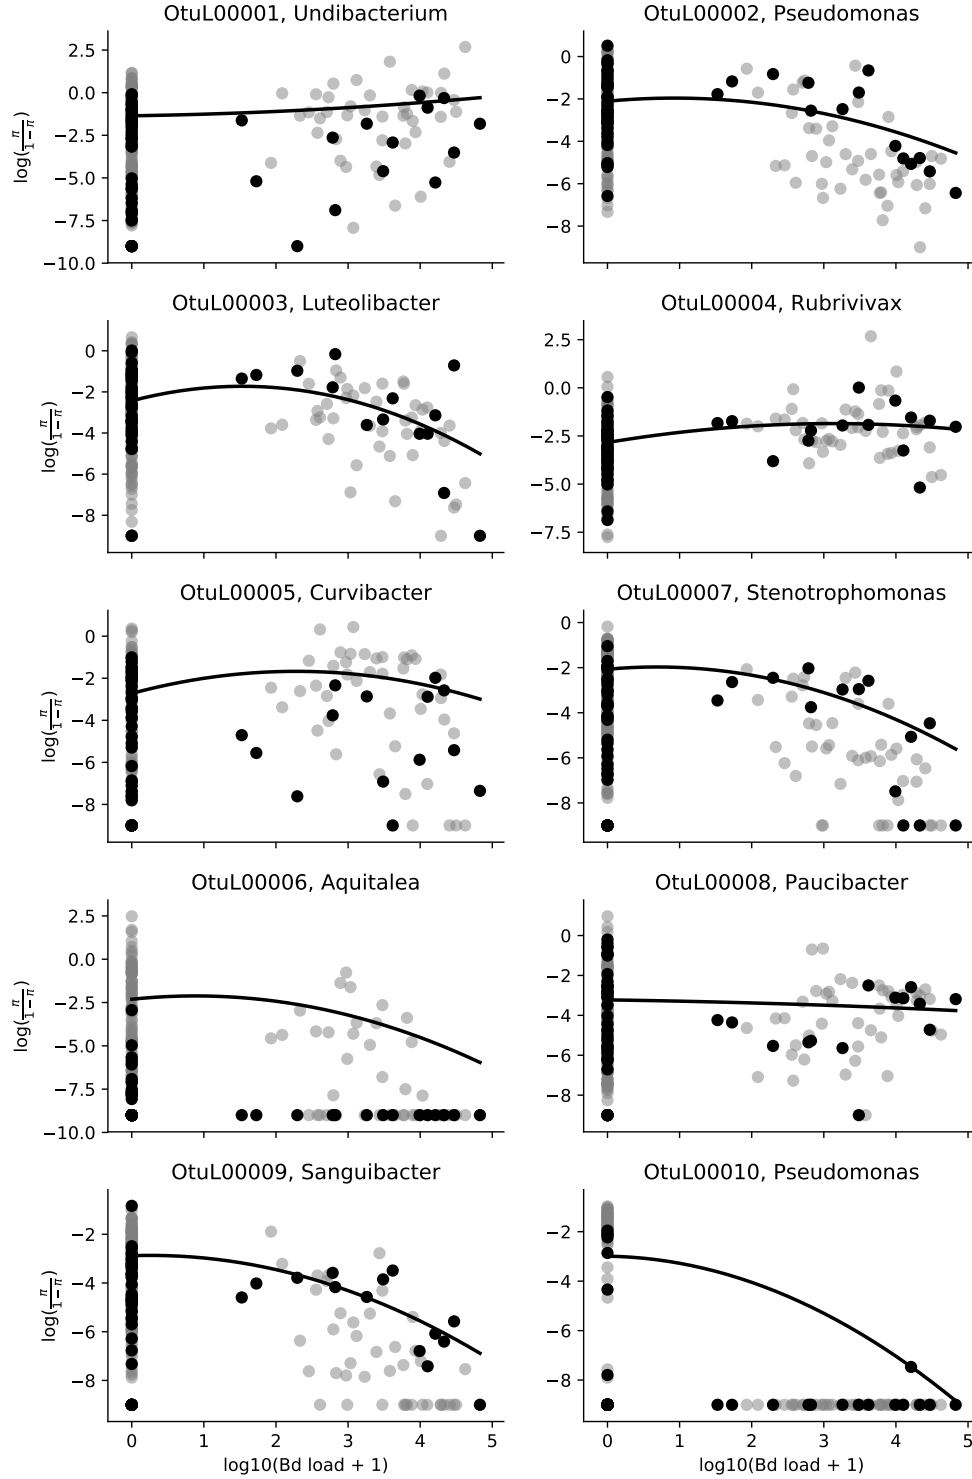 OtuL00001, Undibacterium
OtuL00002, Pseudomonas
2.5
0.0
−2.5
−5.0
−7.5
−10.0
log(π/1−π)
0
−2
−4
−6
−8
OtuL00003, Luteolibacter
OtuL00004, Rubrivivax
0
−2
−4
−6
−8
log(π/1−π)
2.5
0.0
−2.5
−5.0
−7.5
OtuL00005, Curvibacter
OtuL00007, Stenotrophomonas
0
−2
−4
−6
−8
log(π/1−π)
0
−2
−4
−6
−8
OtuL00006, Aquitalea
OtuL00008, Paucibacter
2.5
0.0
−2.5
−5.0
−7.5
−10.0
log(π/1−π)
0
−2
−4
−6
−8
OtuL00009, Sanguibacter
OtuL00010, Pseudomonas
−2
−4
−6
−8
log(π/1−π)
−2
−4
−6
−8
0 1 2 3 4 5
0 1 2 3 4 5
log10(Bd load + 1)
log10(Bd load + 1)